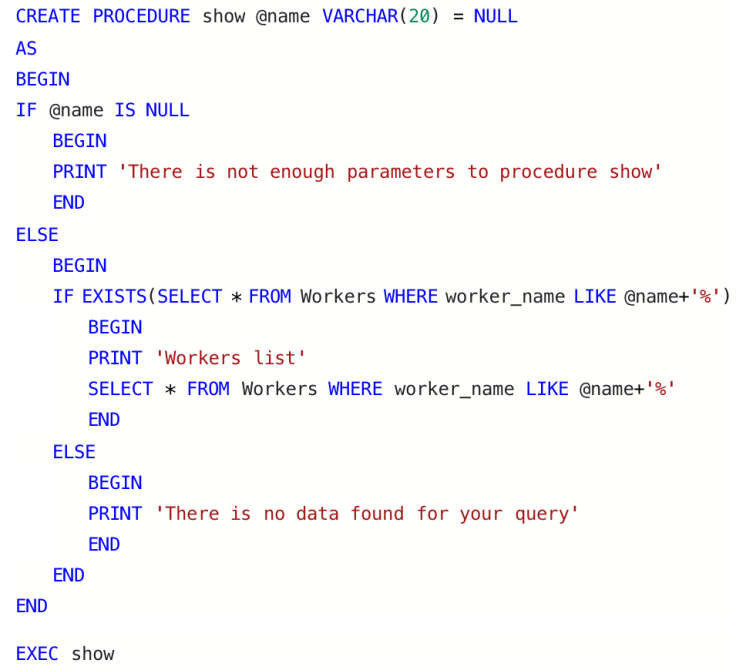 CREATE PROCEDURE show @name VARCHAR(20) = NULL
AS
BEGIN
IF @name IS NULL
BEGIN
PRINT 'There is not enough parameters to procedure show'
END
ELSE
BEGIN
IF EXISTS(SELECT * FROM Workers WHERE worker_name LIKE @name+'%')
BEGIN
PRINT 'Workers list'
SELECT * FROM Workers WHERE worker_name LIKE @name+'%'
END
ELSE
BEGIN
PRINT 'There is no data found for your query'
END
END
END
EXEC show